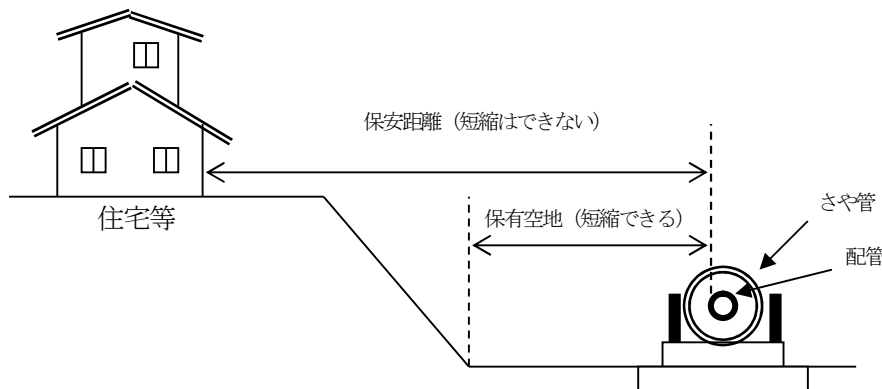 保安距離（短縮はできない）
保有空地（短縮できる）
さや管
住宅等
配管